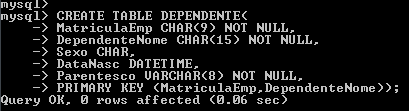 mysql>
mysql> CREATE TABLE DEPENDENTE(
-> MatriculaEmp CHAR(9) NOT NULL,
-> DependenteNome CHAR(15) NOT NULL,
-> Sexo CHAR,
-> DataNasc DATETIME,
-> Parentesco VARCHAR(8) NOT NULL,
-> PRIMARY KEY (MatriculaEmp,DependenteNome));
Query OK, 0 rows affected (0.06 sec)